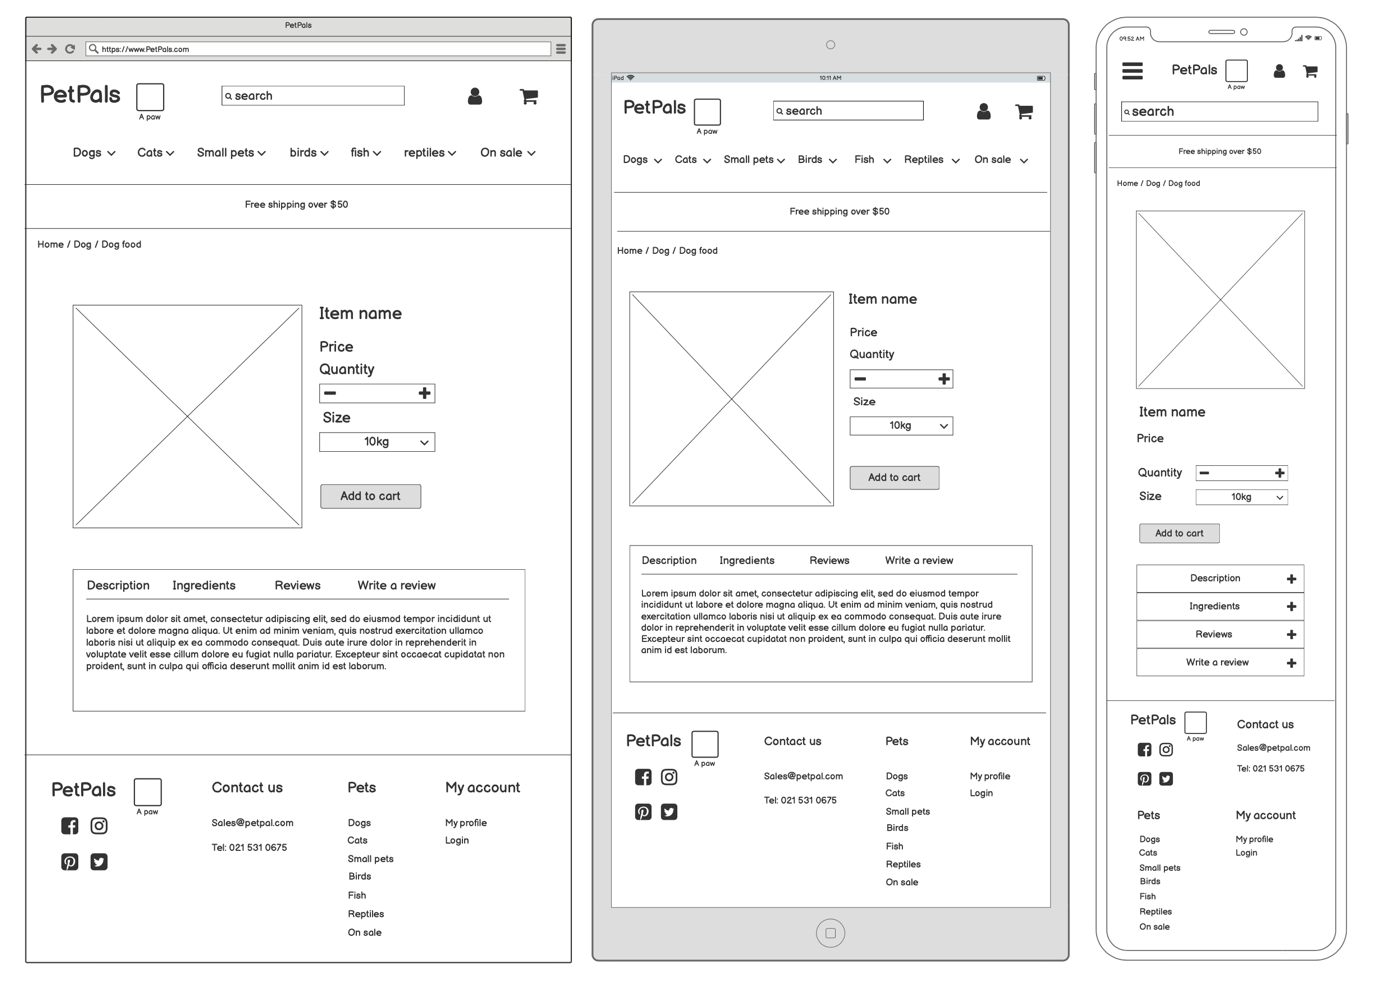 PetPals
https://www.PetPals.com
PetPals
A paw
search
Dogs Cats Small pets birds fish reptiles On sale
Free shipping over $50
Home / Dog / Dog food
Item name
Price
Quantity
Size
10kg
Add to cart
Description Ingredients Reviews Write a review
Lorem ipsum dolor sit amet, consectetur adipiscing elit, sed do eiusmod tempor incididunt ut
labore et dolore magna aliqua. Ut enim ad minim veniam, quis nostrud exercitation ullamco
laboris nisi ut aliquip ex ea commodo consequat. Duis aute irure dolor in reprehenderit in
voluptate velit esse cillum dolore eu fugiat nulla pariatur. Excepteur sint occaecat cupidatat non
proident, sunt in culpa qui officia deserunt mollit anim id est laborum.
PetPals
A paw
Contact us
Sales@petpal.com
Tel: 021 531 0675
Pets
Dogs
Cats
Small pets
Birds
Fish
Reptiles
On sale
My account
My profile
Login
iPad
10:11 AM
PetPals
A paw
search
Dogs Cats Small pets Birds Fish Reptiles On sale
Free shipping over $50
Home / Dog / Dog food
Item name
Price
Quantity
Size
10kg
Add to cart
Description Ingredients Reviews Write a review
Lorem ipsum dolor sit amet, consectetur adipiscing elit, sed do eiusmod tempor
incididunt ut labore et dolore magna aliqua. Ut enim ad minim veniam, quis nostrud
exercitation ullamco laboris nisi ut aliquip ex ea commodo consequat. Duis aute irure
dolor in reprehenderit in voluptate velit esse cillum dolore eu fugiat nulla pariatur.
Excepteur sint occaecat cupidatat non proident, sunt in culpa qui officia deserunt mollit
anim id est laborum.
PetPals
A paw
Contact us
Sales@petpal.com
Tel: 021 531 0675
Pets
Dogs
Cats
Small pets
Birds
Fish
Reptiles
On sale
My account
My profile
Login
09:52 AM
PetPals
A paw
search
Free shipping over $50
Home / Dog / Dog food
Item name
Price
Quantity
Size
10kg
Add to cart
Description
Ingredients
Reviews
Write a review
PetPals
A paw
Contact us
Sales@petpal.com
Tel: 021 531 0675
Pets
Dogs
Cats
Small pets
Birds
Fish
Reptiles
On sale
My account
My profile
Login